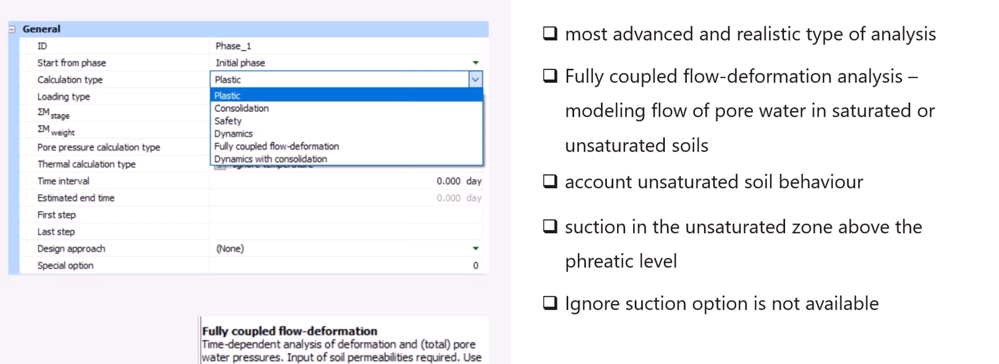 General
ID Phase_1
Start from phase Initial phase
Calculation type Plastic
Loading type
Plastic
Consolidation
ΣM stage
Safety
ΣM weight
Dynamics
Pore pressure calculation type
Fully coupled flow-deformation
Dynamics with consolidation
Thermal calculation type Ignore temperature
Time interval 0.000 day
Estimated end time 0.000 day
First step
Last step
Design approach (None)
Special option 0
Fully coupled flow-deformation
Time-dependent analysis of deformation and (total) pore
water pressures. Input of soil permeabilities required. Use
most advanced and realistic type of analysis
Fully coupled flow-deformation analysis –
modeling flow of pore water in saturated or
unsaturated soils
account unsaturated soil behaviour
suction in the unsaturated zone above the
phreatic level
Ignore suction option is not available